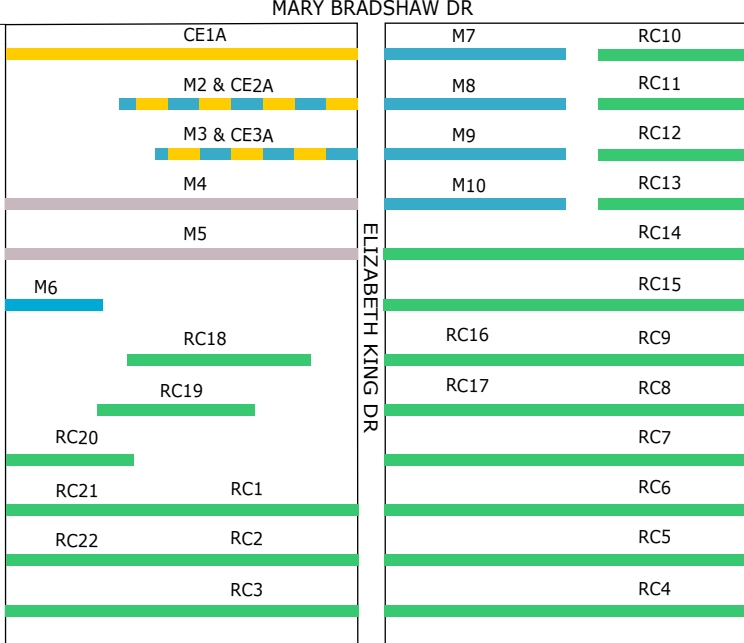 MARY BRADSHAW DR
CE1A
M7
RC10
M2 & CE2A
M8
RC11
M3 & CE3A
M9
RC12
M4
M10
RC13
M5
RC14
ELIZABETH KING DR
M6
RC15
RC18
RC16
RC9
RC19
RC17
RC8
RC20
RC7
RC21
RC1
RC6
RC22
RC2
RC5
RC3
RC4